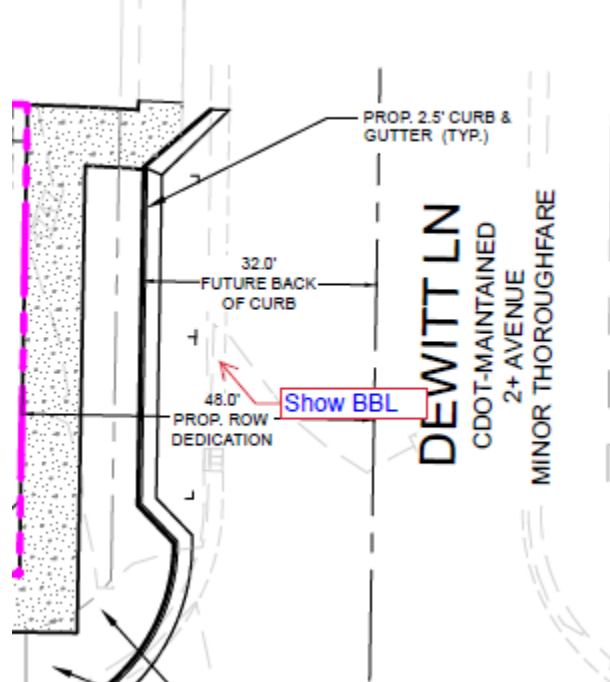 PROP. 2.5' CURB &
GUTTER (TYP.)
32.0'
FUTURE BACK
OF CURB
Show BBL
48.0'
PROP. ROW
DEDICATION
DEWITT LN
CDOT-MAINTAINED
2+ AVENUE
MINOR THOROUGHFARE